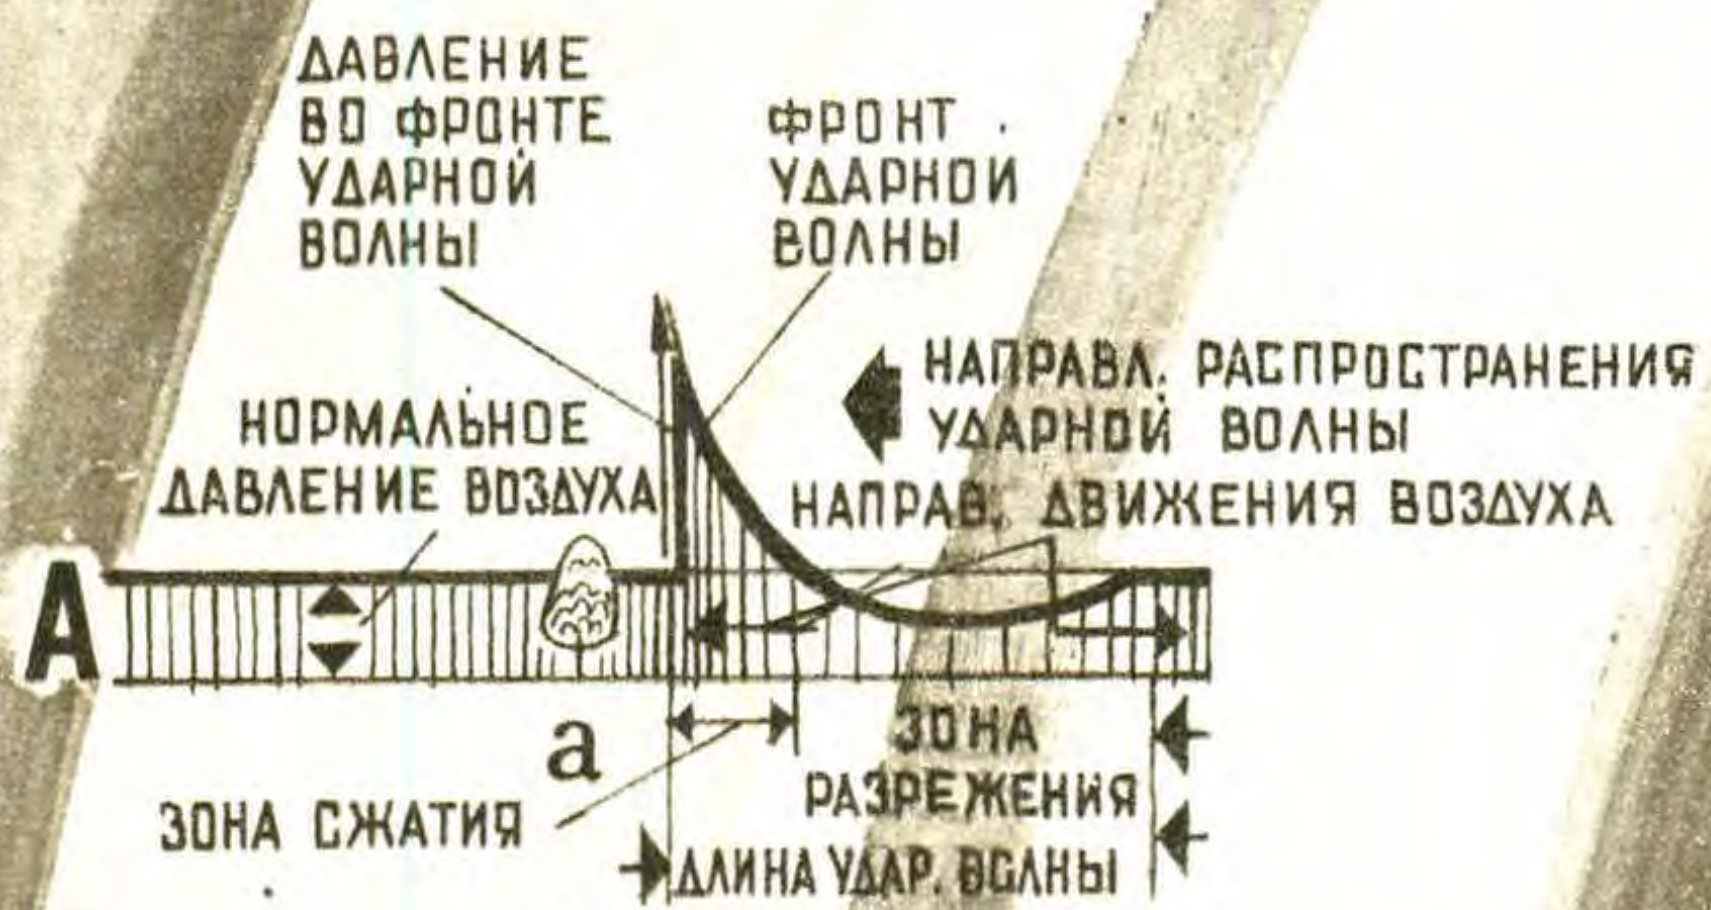 ДАВЛЕНИЕ
ВО ФРОНТЕ
УДАРНОЙ
ВОЛНЫ
ФРОНТ
УДАРНОИ
ВОЛНЫ
НАПРАВЛ. РАСПРОСТРАНЕНИЯ
УДАРНОЙ ВОЛНЫ
НОРМАЛЬНОЕ
ДАВЛЕНИЕ ВОЗДУХА
НАПРАВ. ДВИЖЕНИЯ ВОЗДУХА
А
а
ЗОНА
РАЗРЕЖЕНИЯ
ЗОНА СЖАТИЯ
ДЛИНА УДАР. ВОЛНЫ